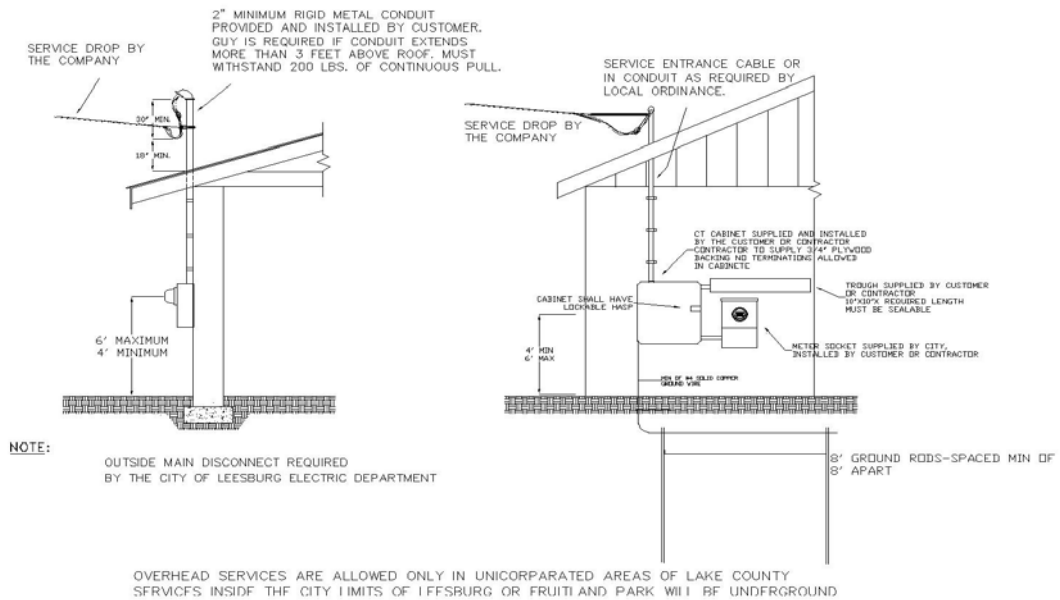 2" MINIMUM RIGID METAL CONDUIT
PROVIDED AND INSTALLED BY CUSTOMER.
GUY IS REQUIRED IF CONDUIT EXTENDS
MORE THAN 3 FEET ABOVE ROOF. MUST
WITHSTAND 200 LBS. OF CONTINUOUS PULL.
SERVICE DROP BY
THE COMPANY
20" MIN.
18" MIN.
6' MAXIMUM
4' MINIMUM
SERVICE ENTRANCE CABLE OR
IN CONDUIT AS REQUIRED BY
LOCAL ORDINANCE.
SERVICE DROP BY
THE COMPANY
CT CABINET SUPPLIED AND INSTALLED
BY THE CUSTOMER OR CONTRACTOR
CONTRACTOR TO SUPPLY 3/4" PLYWOOD
BACKING NO TERMINATIONS ALLOWED
IN CABINETE
CABINET SHALL HAVE
LOCKABLE HASP
TROUGH SUPPLIED BY CUSTOMER
OR CONTRACTOR
10"X10"X REQUIRED LENGTH
MUST BE SEALABLE
METER SOCKET SUPPLIED BY CITY,
INSTALLED BY CUSTOMER OR CONTRACTOR
4' MIN
6' MAX
MIN OF #4 SOLID COPPER
GROUND WIRE
8' GROUND RODS-SPACED MIN OF
8' APART
NOTE:
OUTSIDE MAIN DISCONNECT REQUIRED
BY THE CITY OF LEESBURG ELECTRIC DEPARTMENT
OVERHEAD SERVICES ARE ALLOWED ONLY IN UNICORPARATED AREAS OF LAKE COUNTY
SERVICES INSIDE THE CITY LIMITS OF LEESBURG OR FRUITLAND PARK WILL BE UNDERGROUND